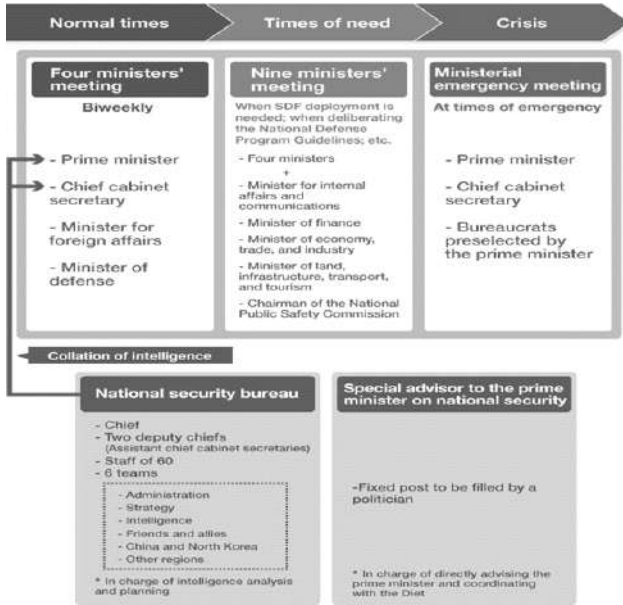 Normal times
Times of need
Crisis
Four ministers'
meeting
Biweekly
- Prime minister
- Chief cabinet
secretary
- Minister for
foreign affairs
- Minister of
defense
Nine ministers'
meeting
When SDF deployment is
needed; when deliberating
the National Defense
Program Guidelines; etc.
- Four ministers
+
- Minister for internal
affairs and
communications
- Minister of finance
- Minister of economy,
trade, and industry
- Minister of land,
infrastructure, transport,
and tourism
- Chairman of the National
Public Safety Commission
Ministerial
emergency meeting
At times of emergency
- Prime minister
- Chief cabinet
secretary
- Bureaucrats
preselected by
the prime minister
Collation of intelligence
National security bureau
- Chief
- Two deputy chiefs
(Assistant chief cabinet secretaries)
- Staff of 60
- 6 teams
- Administration
- Strategy
- Intelligence
- Friends and allies
- China and North Korea
- Other regions
* In charge of intelligence analysis
and planning
Special advisor to the prime
minister on national security
-Fixed post to be filled by a
politician
* In charge of directly advising the
prime minister and coordinating
with the Diet